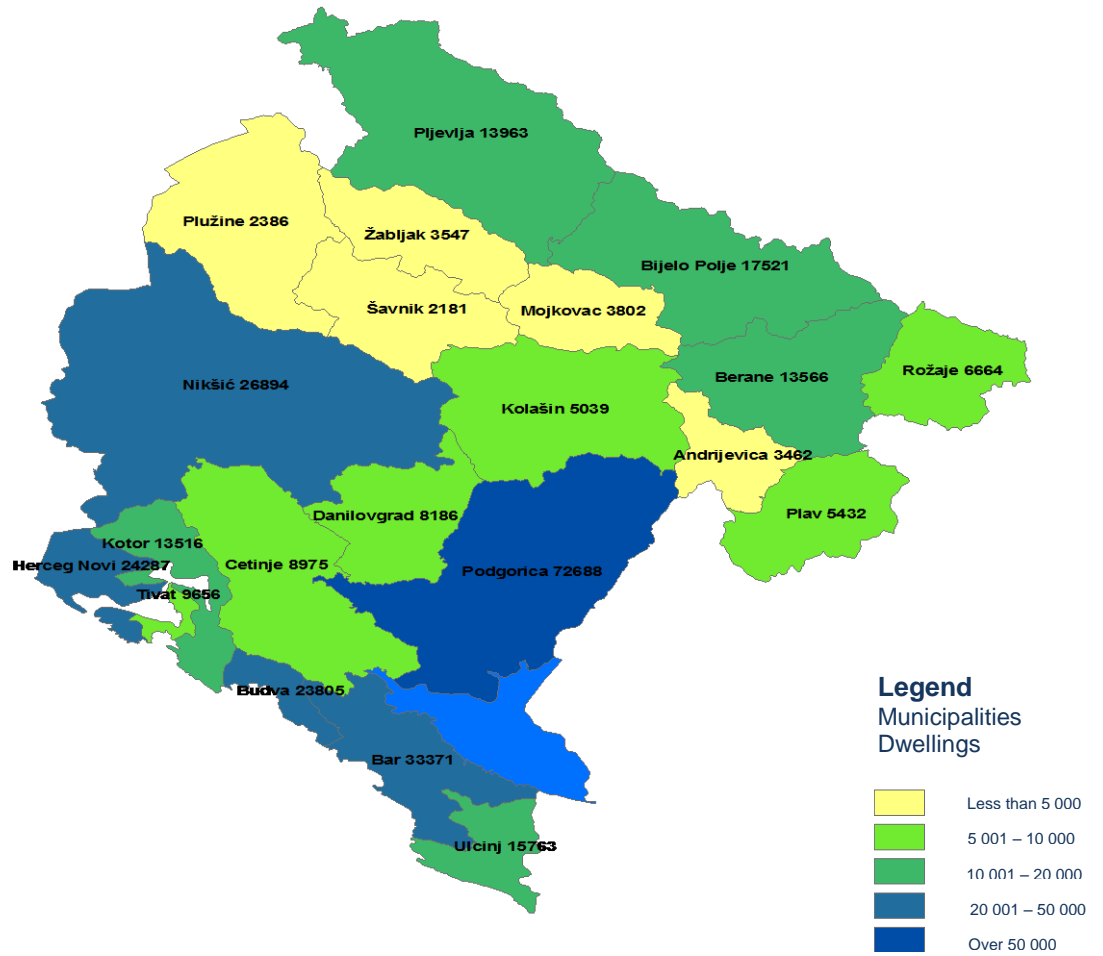 Pljevlja 13963
Plužine 2386
Žabljak 3547
Bijelo Polje 17521
Šavnik 2181
Mojkovac 3802
Nikšić 26894
Berane 13566
Rožaje 6664
Kolašin 5039
Andrijevica 3462
Danilovgrad 8186
Plav 5432
Kotor 13516
Herceg Novi 24287
Cetinje 8975
Podgorica 72688
Tivat 9656
Budva 23805
Bar 33371
Ulcinj 15763
Legend
Municipalities
Dwellings
Less than 5 000
5 001 – 10 000
10 001 – 20 000
20 001 – 50 000
Over 50 000